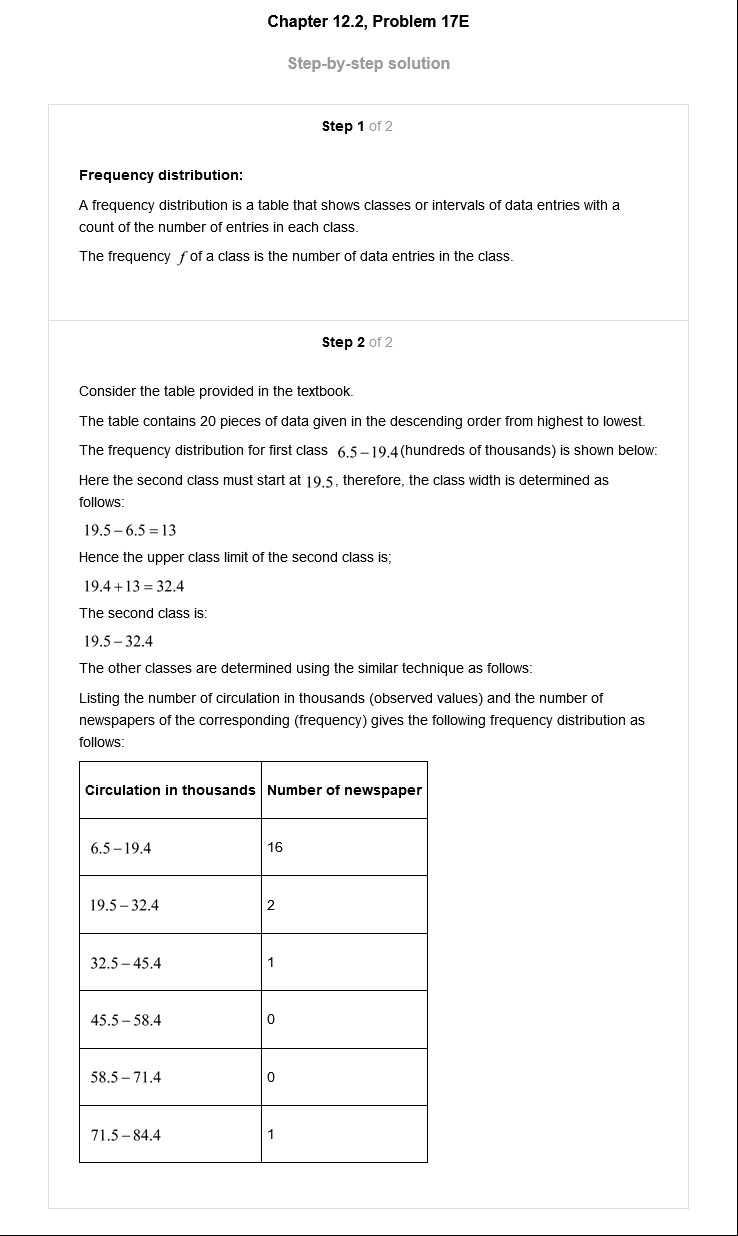 Chapter 12.2, Problem 17E
Step-by-step solution
Step 1 of 2
Frequency distribution:
A frequency distribution is a table that shows classes or intervals of data entries with a
count of the number of entries in each class.
The frequency f of a class is the number of data entries in the class.
Step 2 of 2
Consider the table provided in the textbook.
The table contains 20 pieces of data given in the descending order from highest to lowest.
The frequency distribution for first class 6.5–19.4(hundreds of thousands) is shown below:
Here the second class must start at 19.5, therefore, the class width is determined as
follows:
19.5 – 6.5 = 13
Hence the upper class limit of the second class is;
19.4 + 13 = 32.4
The second class is:
19.5 – 32.4
The other classes are determined using the similar technique as follows:
Listing the number of circulation in thousands (observed values) and the number of
newspapers of the corresponding (frequency) gives the following frequency distribution as
follows:
Circulation in thousands Number of newspaper
6.5 – 19.4 16
19.5 – 32.4 2
32.5 – 45.4 1
45.5 – 58.4 0
58.5 – 71.4 0
71.5 – 84.4 1